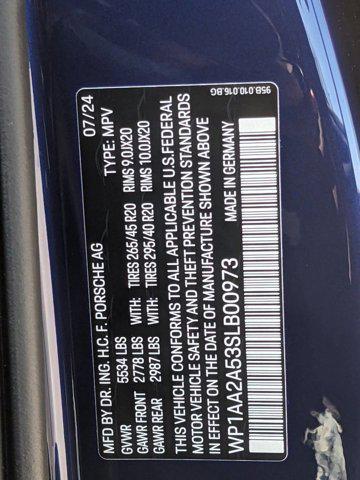 95B.010.016.BG
MFD BY DR. ING. H.C. F. PORSCHE AG 07/24
GVWR 5534 LBS TYPE: MPV
GAWR FRONT 2778 LBS WITH: TIRES 265/45 R20 RIMS 9.0JX20
GAWR REAR 2987 LBS WITH: TIRES 295/40 R20 RIMS 10.0JX20
THIS VEHICLE CONFORMS TO ALL APPLICABLE U.S. FEDERAL
MOTOR VEHICLE SAFETY AND THEFT PREVENTION STANDARDS
IN EFFECT ON THE DATE OF MANUFACTURE SHOWN ABOVE
WP1AA2A53SLB00973 MADE IN GERMANY